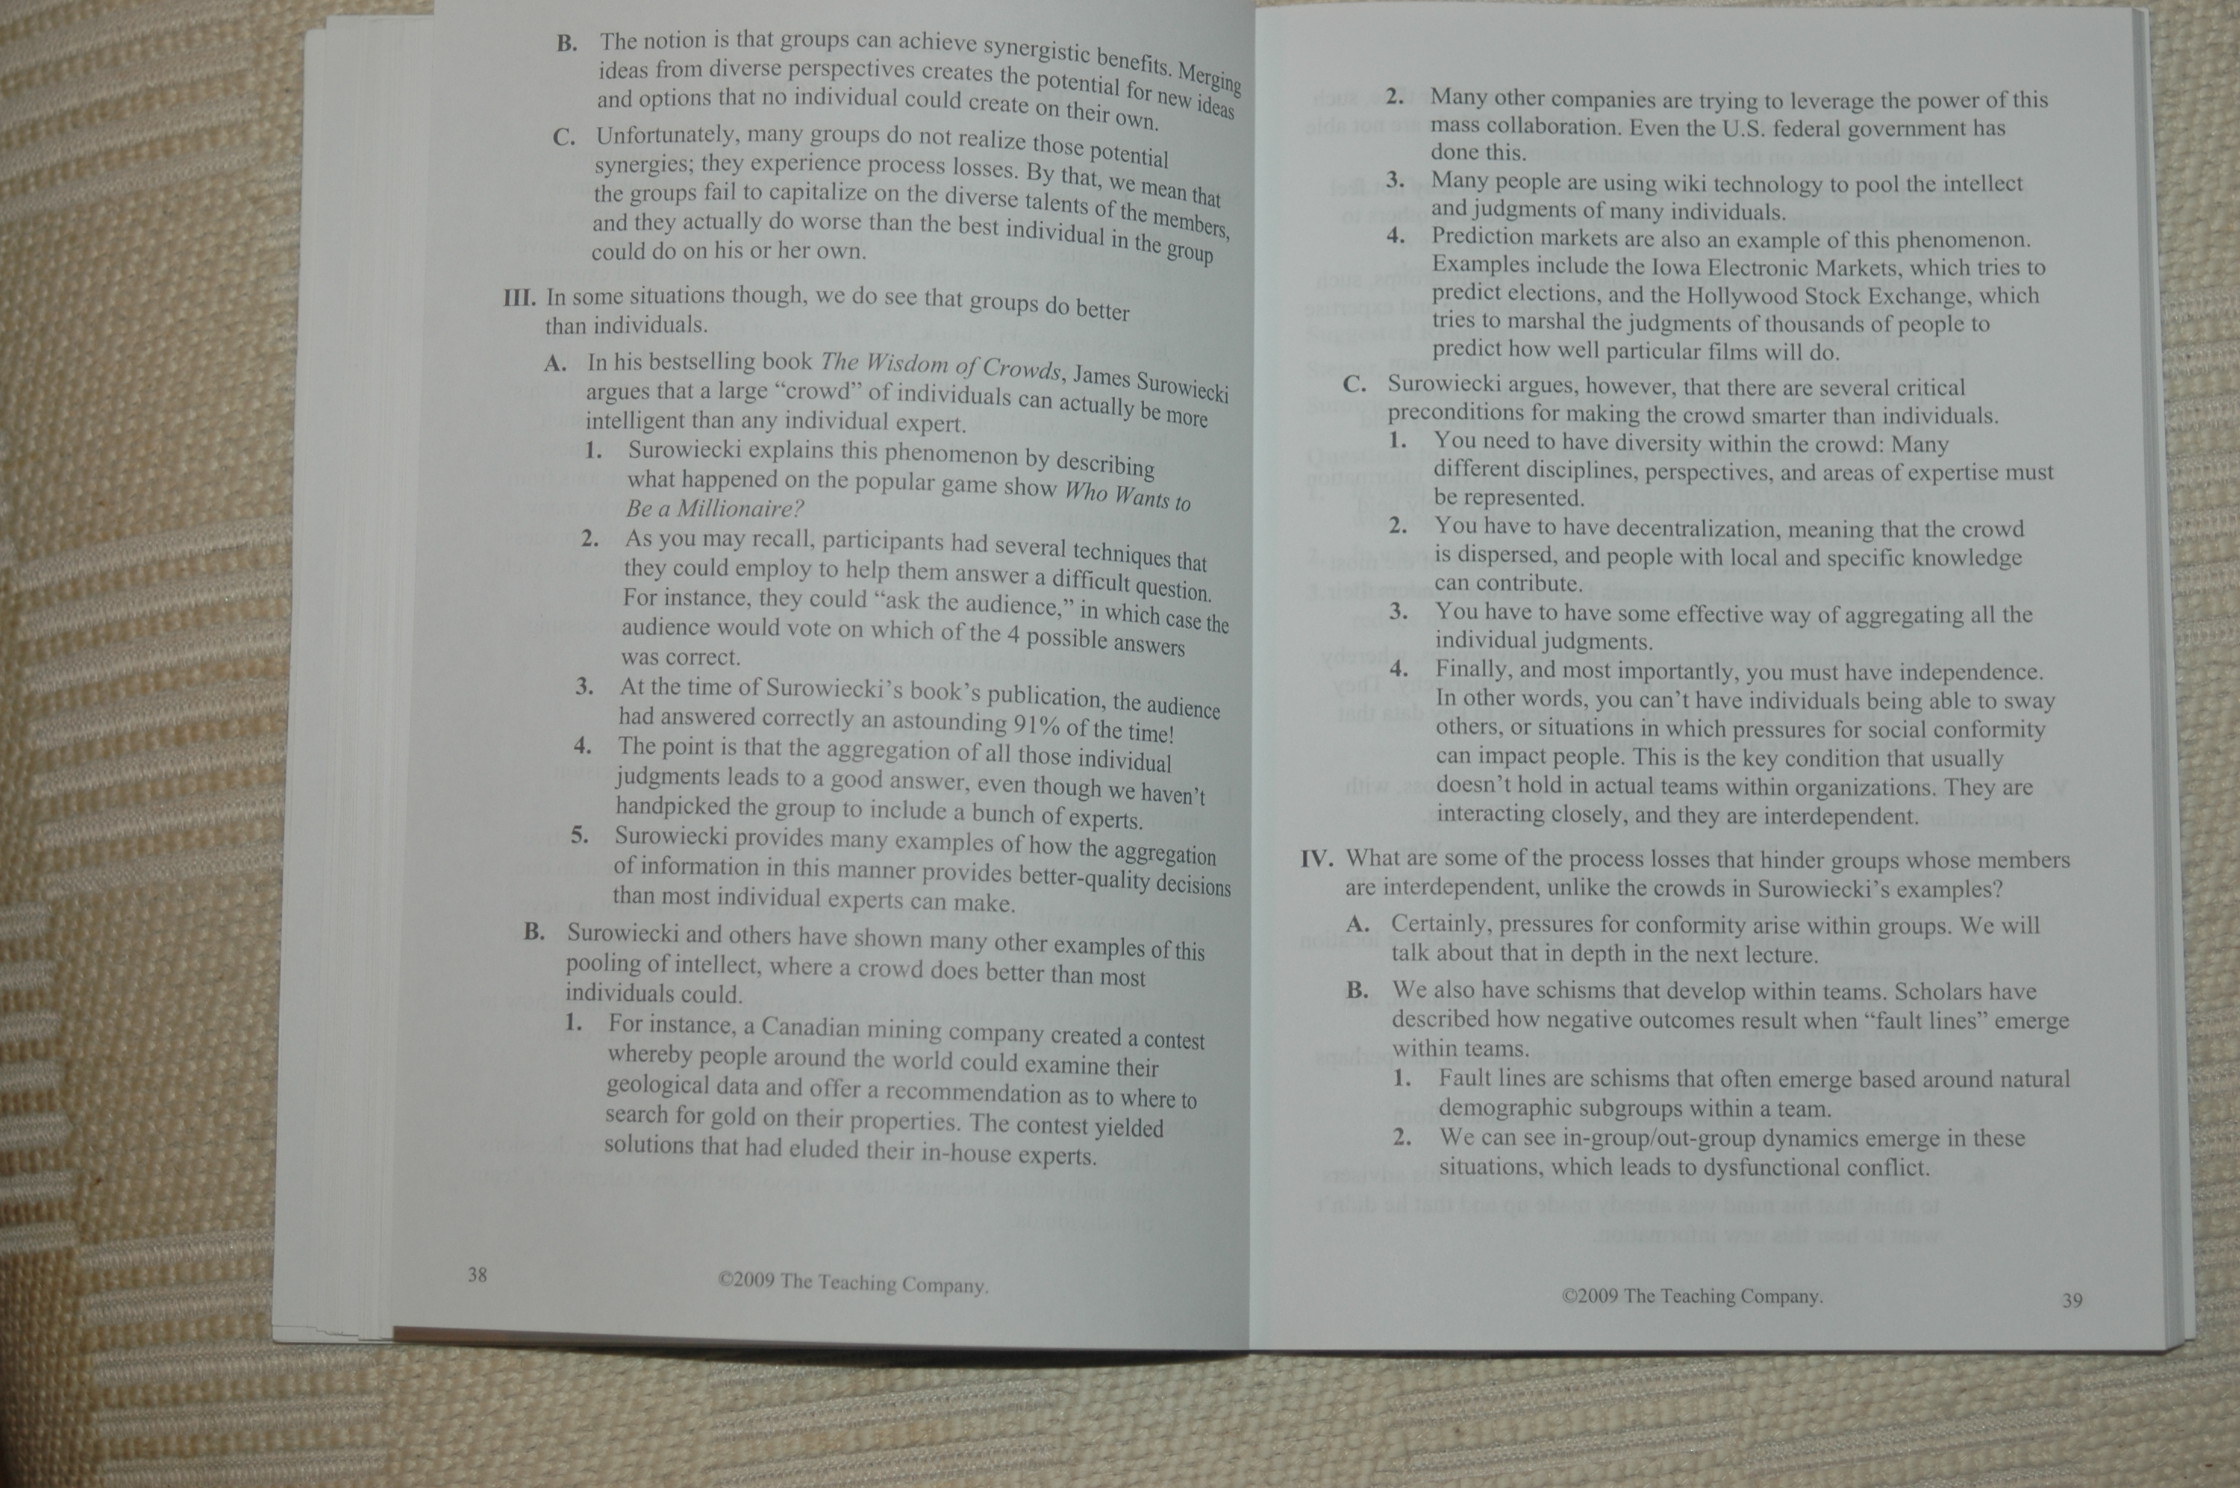 B. The notion is that groups can achieve synergistic benefits. Merging
ideas from diverse perspectives creates the potential for new ideas
and options that no individual could create on their own.
C. Unfortunately, many groups do not realize those potential
synergies; they experience process losses. By that, we mean that
the groups fail to capitalize on the diverse talents of the members,
and they actually do worse than the best individual in the group
could do on his or her own.
III. In some situations though, we do see that groups do better
than individuals.
A. In his bestselling book The Wisdom of Crowds, James Surowiecki
argues that a large “crowd” of individuals can actually be more
intelligent than any individual expert.
1. Surowiecki explains this phenomenon by describing
what happened on the popular game show Who Wants to
Be a Millionaire?
2. As you may recall, participants had several techniques that
they could employ to help them answer a difficult question.
For instance, they could “ask the audience,” in which case the
audience would vote on which of the 4 possible answers
was correct.
3. At the time of Surowiecki’s book’s publication, the audience
had answered correctly an astounding 91% of the time!
4. The point is that the aggregation of all those individual
judgments leads to a good answer, even though we haven’t
handpicked the group to include a bunch of experts.
5. Surowiecki provides many examples of how the aggregation
of information in this manner provides better-quality decisions
than most individual experts can make.
B. Surowiecki and others have shown many other examples of this
pooling of intellect, where a crowd does better than most
individuals could.
1. For instance, a Canadian mining company created a contest
whereby people around the world could examine their
geological data and offer a recommendation as to where to
search for gold on their properties. The contest yielded
solutions that had eluded their in-house experts.
38
©2009 The Teaching Company.
2. Many other companies are trying to leverage the power of this
mass collaboration. Even the U.S. federal government has
done this.
3. Many people are using wiki technology to pool the intellect
and judgments of many individuals.
4. Prediction markets are also an example of this phenomenon.
Examples include the Iowa Electronic Markets, which tries to
predict elections, and the Hollywood Stock Exchange, which
tries to marshal the judgments of thousands of people to
predict how well particular films will do.
C. Surowiecki argues, however, that there are several critical
preconditions for making the crowd smarter than individuals.
1. You need to have diversity within the crowd: Many
different disciplines, perspectives, and areas of expertise must
be represented.
2. You have to have decentralization, meaning that the crowd
is dispersed, and people with local and specific knowledge
can contribute.
3. You have to have some effective way of aggregating all the
individual judgments.
4. Finally, and most importantly, you must have independence.
In other words, you can’t have individuals being able to sway
others, or situations in which pressures for social conformity
can impact people. This is the key condition that usually
doesn’t hold in actual teams within organizations. They are
interacting closely, and they are interdependent.
IV. What are some of the process losses that hinder groups whose members
are interdependent, unlike the crowds in Surowiecki’s examples?
A. Certainly, pressures for conformity arise within groups. We will
talk about that in depth in the next lecture.
B. We also have schisms that develop within teams. Scholars have
described how negative outcomes result when “fault lines” emerge
within teams.
1. Fault lines are schisms that often emerge based around natural
demographic subgroups within a team.
2. We can see in-group/out-group dynamics emerge in these
situations, which leads to dysfunctional conflict.
©2009 The Teaching Company.
39